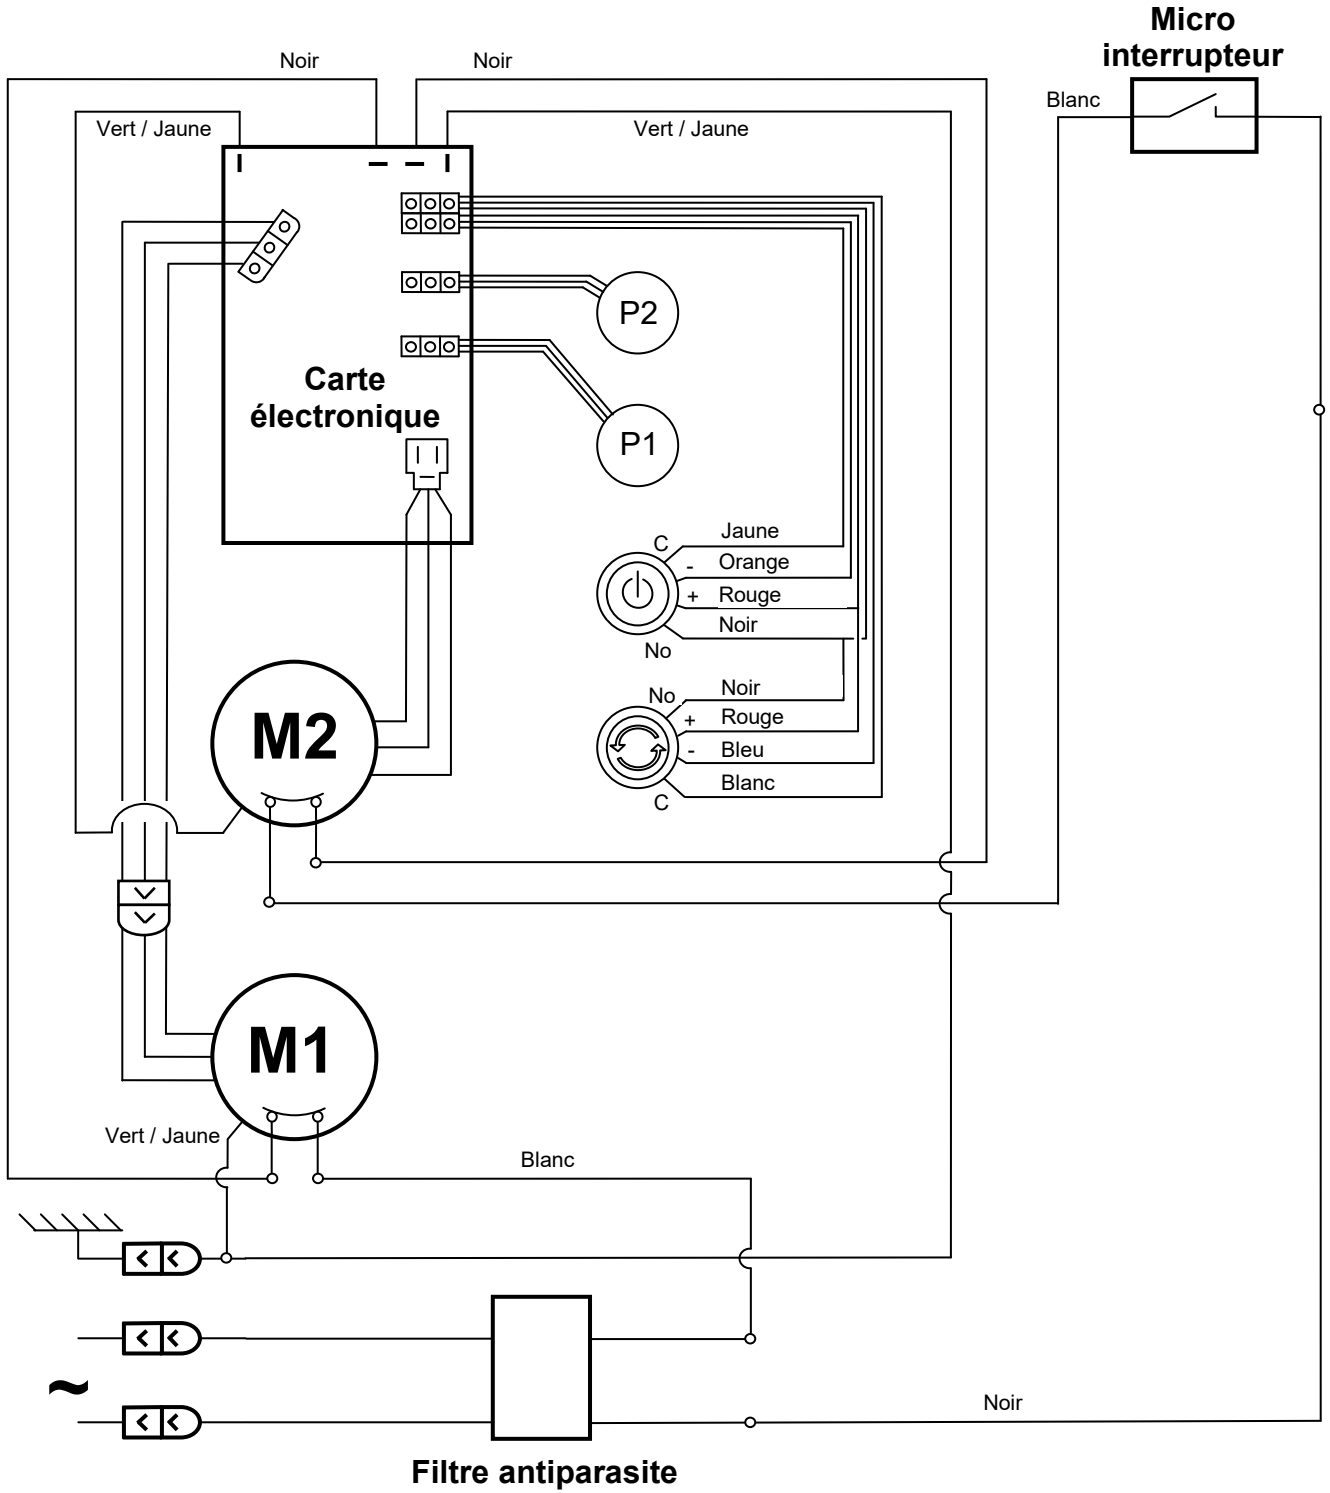 Micro
interrupteur
Noir
Noir
Blanc
Vert / Jaune
Vert / Jaune
P2
Carte
électronique
P1
C
Jaune
-
Orange
+
Rouge
Noir
No
No
Noir
+
Rouge
-
Bleu
Blanc
C
M2
M1
Vert / Jaune
Blanc
~
Noir
Filtre antiparasite